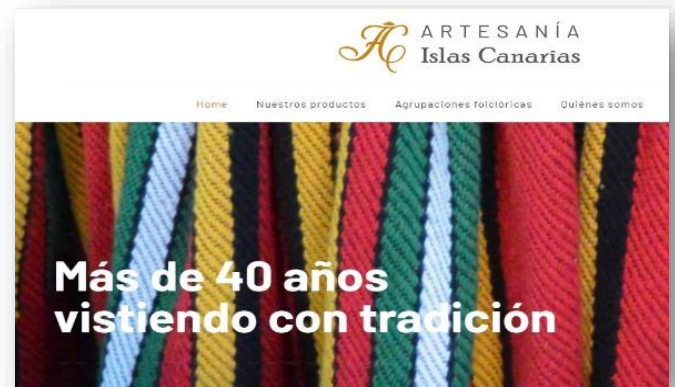 ARTESANÍA
Islas Canarias
Home Nuestros productos Agrupaciones folclóricas Quiénes somos
Más de 40 años
vistiendo con tradición